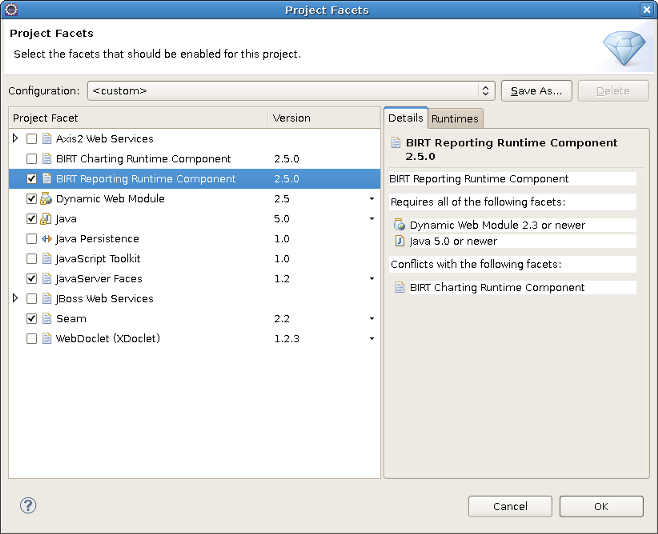 Project Facets
Project Facets
Select the facets that should be enabled for this project.
Configuration: <custom> Save As... Delete
Project Facet Version
Axis2 Web Services
BIRT Charting Runtime Component 2.5.0
BIRT Reporting Runtime Component 2.5.0
Dynamic Web Module 2.5
Java 5.0
Java Persistence 1.0
JavaScript Toolkit 1.0
JavaServer Faces 1.2
JBoss Web Services
Seam 2.2
WebDoclet (XDoclet) 1.2.3
Details Runtimes
BIRT Reporting Runtime Component
2.5.0
BIRT Reporting Runtime Component
Requires all of the following facets:
Dynamic Web Module 2.3 or newer
Java 5.0 or newer
Conflicts with the following facets:
BIRT Charting Runtime Component
?
Cancel OK